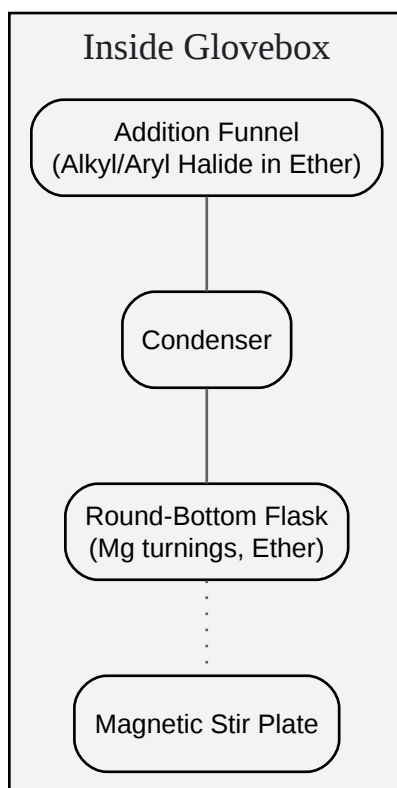 Inside Glovebox
Addition Funnel
(Alkyl/Aryl Halide in Ether)
Condenser
Round-Bottom Flask
(Mg turnings, Ether)
Magnetic Stir Plate